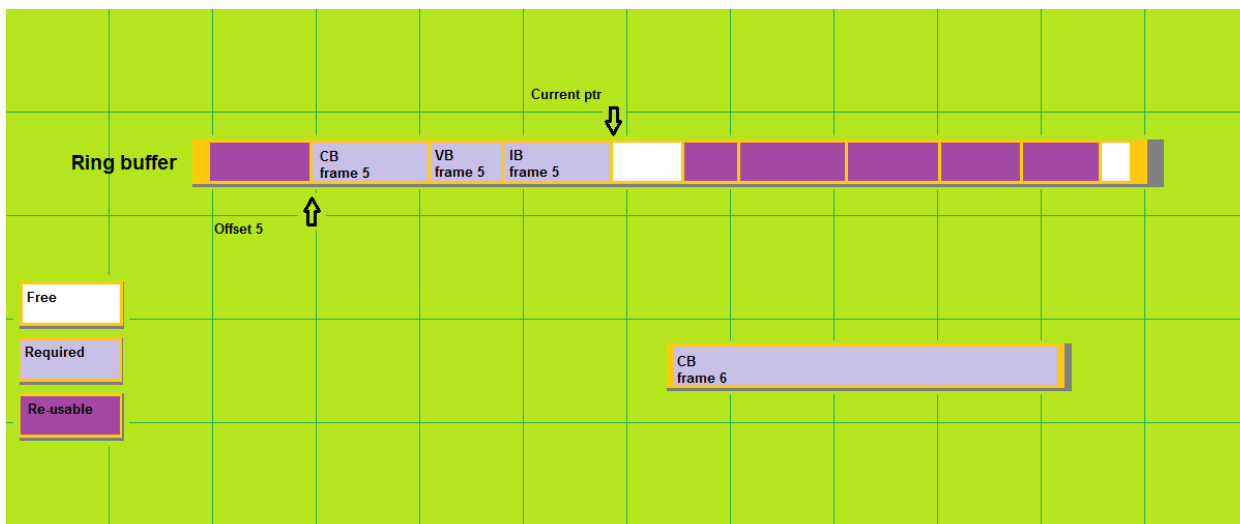 Current ptr
Ring buffer
CB
frame 5
VB
frame 5
IB
frame 5
Offset 5
Free
Required
Re-usable
CB
frame 6